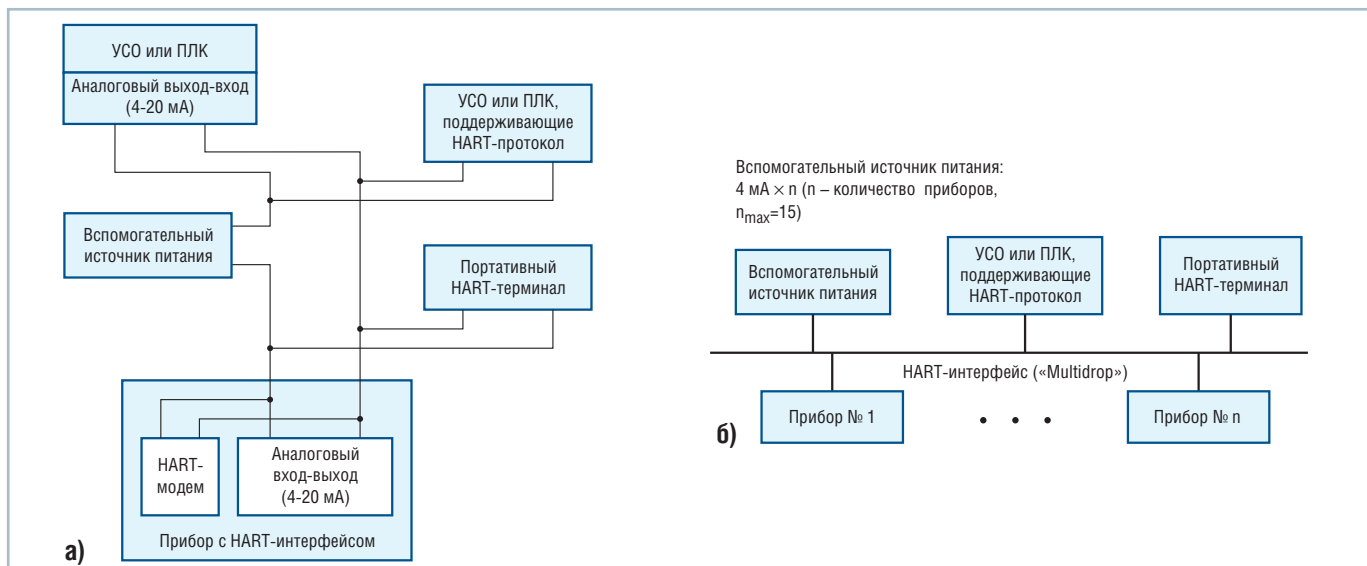 УСО или ПЛК
Аналоговый выход-вход
(4-20 мА)
УСО или ПЛК,
поддерживающие
HART-протокол
Вспомогательный
источник питания
Портативный
HART-терминал
HART-
модем
Аналоговый
вход-выход
(4-20 мА)
Прибор с HART-интерфейсом
а)
Вспомогательный источник питания:
4 мА × n (n – количество приборов,
nmax=15)
Вспомогательный
источник питания
УСО или ПЛК,
поддерживающие
HART-протокол
Портативный
HART-терминал
HART-интерфейс («Multidrop»)
Прибор № 1
• • •
Прибор № n
б)